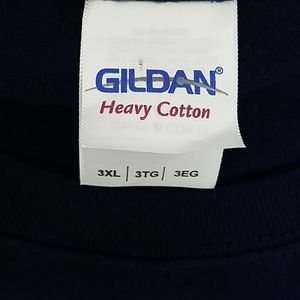 GILDAN®
Heavy Cotton
3XL | 3TG | 3EG